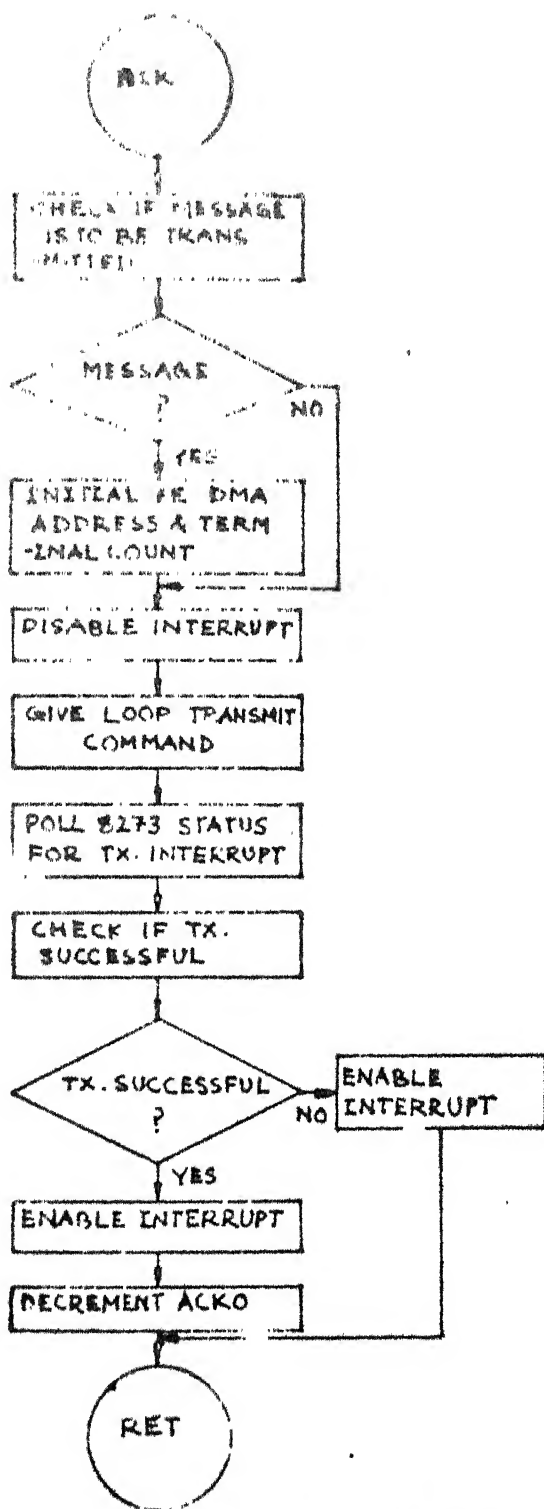 ACK
CHECK IF MESSAGE
IS TO BE TRANS
-MITTED
MESSAGE
?
NO
YES
INITIALIZE DMA
ADDRESS & TERM
-INAL COUNT
DISABLE INTERRUPT
GIVE LOOP TRANSMIT
COMMAND
POLL 8273 STATUS
FOR TX. INTERRUPT
CHECK IF TX.
SUCCESSFUL
TX. SUCCESSFUL
?
NO
ENABLE
INTERRUPT
YES
ENABLE INTERRUPT
DECREMENT ACKO
RET